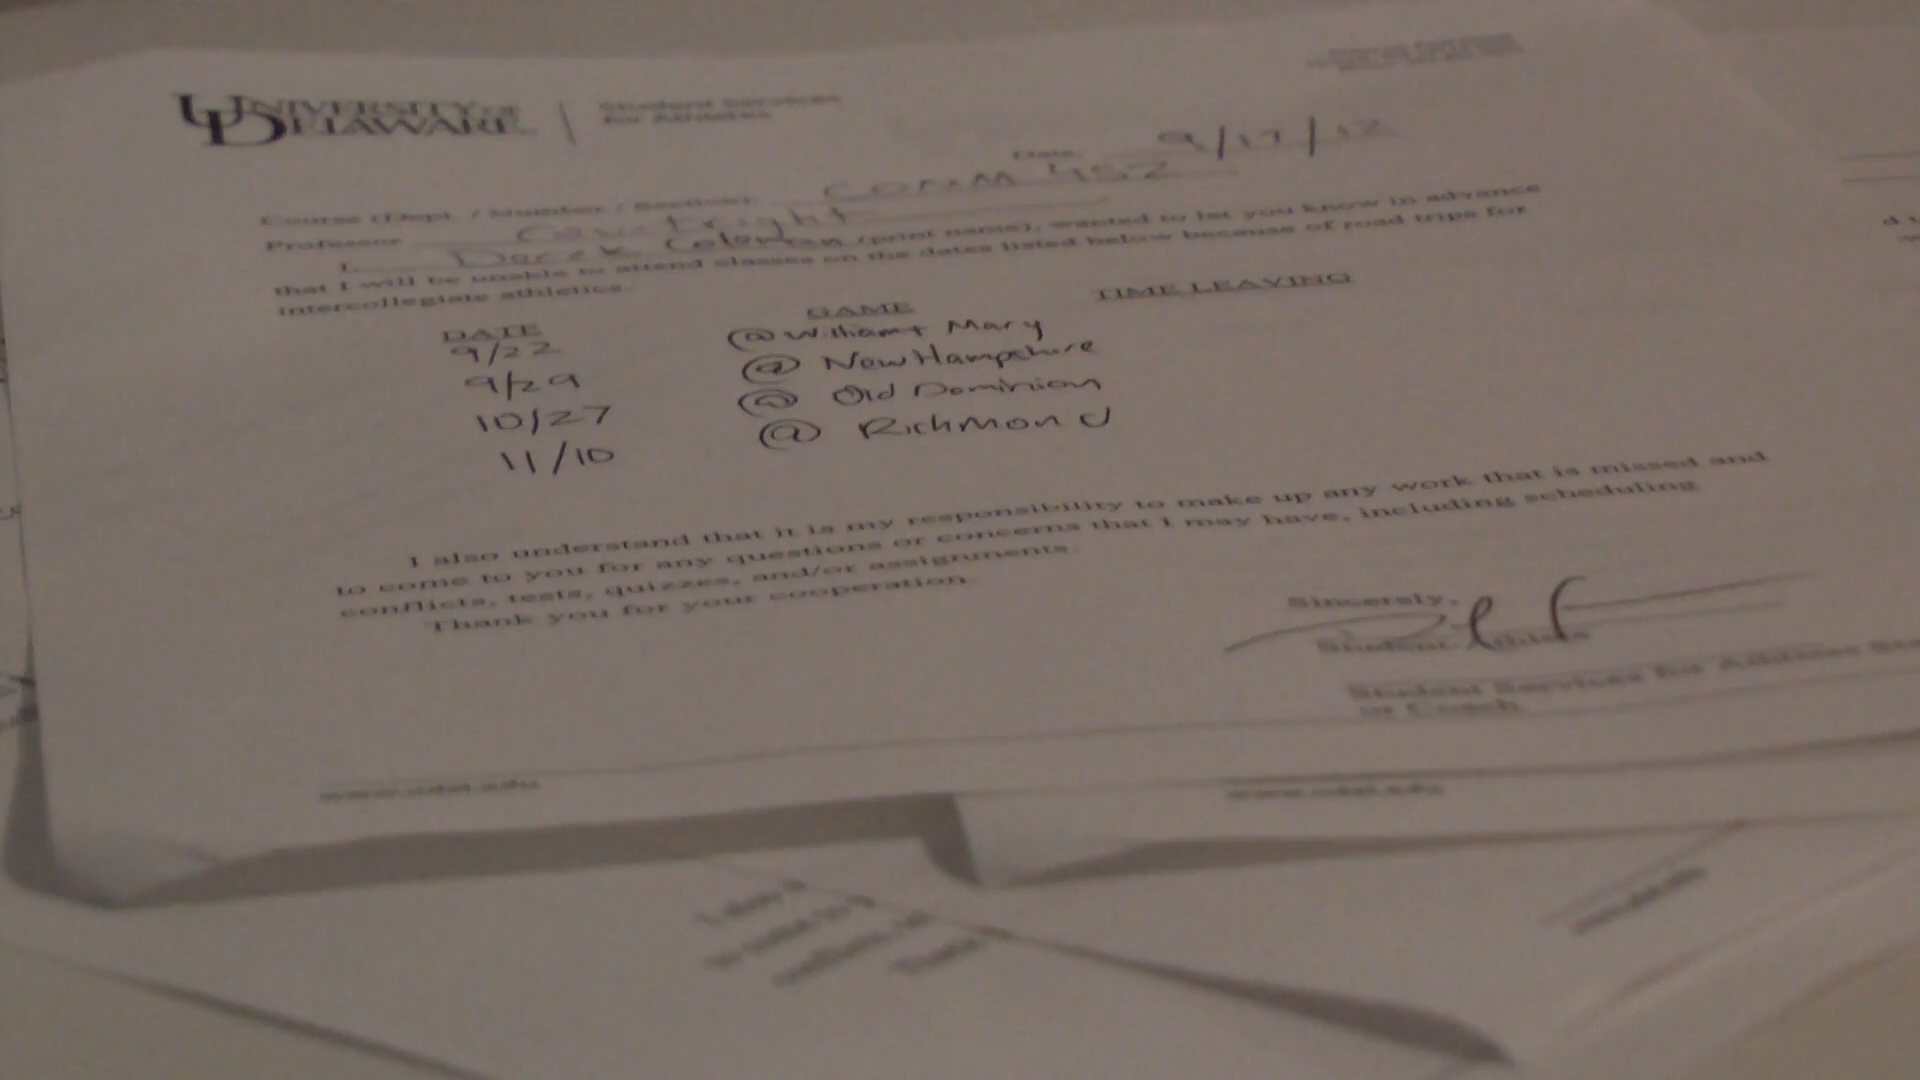 UNIVERSITY OF DELAWARE
Student Services
for Athletes
Date: 9/17/12
Course (Dept. / Number / Section): COMM 452
Professor
I, Derek Coleman (print name), wanted to let you know in advance
that I will be unable to attend classes on the dates listed below because of road trips for
intercollegiate athletics.
DATE GAME TIME LEAVING
9/22 @ William + Mary
9/29 @ New Hampshire
10/27 @ Old Dominion
11/10 @ Richmond
I also understand that it is my responsibility to make up any work that is missed and
to come to you for any questions or concerns that I may have, including scheduling
conflicts, tests, quizzes, and/or assignments.
Thank you for your cooperation.
Sincerely,
Student Athlete
Student Services for Athletes
or Coach
www.udel.edu
www.udel.edu